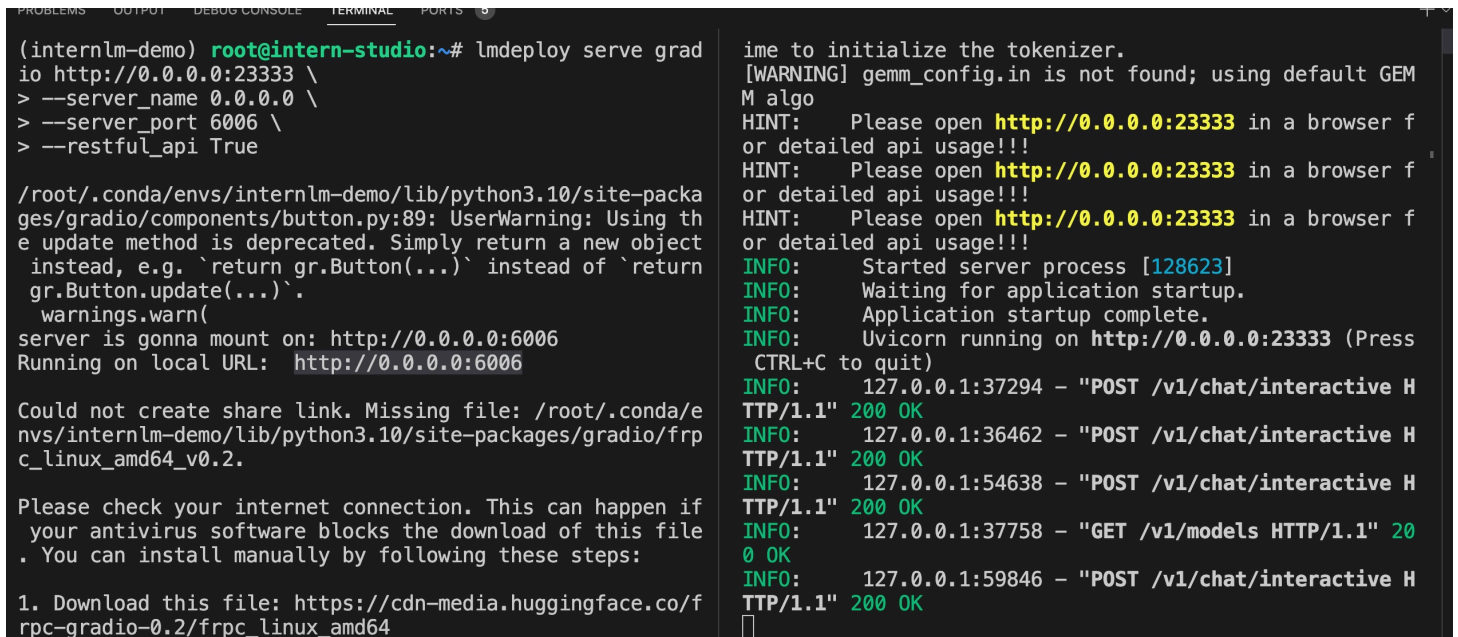 PROBLEMS OUTPUT DEBUG CONSOLE TERMINAL PORTS 5
(internlm-demo) root@intern-studio:~# lmdeploy serve grad
io http://0.0.0.0:23333 \
> --server_name 0.0.0.0 \
> --server_port 6006 \
> --restful_api True
/root/.conda/envs/internlm-demo/lib/python3.10/site-packa
ges/gradio/components/button.py:89: UserWarning: Using th
e update method is deprecated. Simply return a new object
 instead, e.g. `return gr.Button(...)` instead of `return
 gr.Button.update(...)`.
  warnings.warn(
server is gonna mount on: http://0.0.0.0:6006
Running on local URL:  http://0.0.0.0:6006
Could not create share link. Missing file: /root/.conda/e
nvs/internlm-demo/lib/python3.10/site-packages/gradio/frp
c_linux_amd64_v0.2.
Please check your internet connection. This can happen if
 your antivirus software blocks the download of this file
. You can install manually by following these steps:
1. Download this file: https://cdn-media.huggingface.co/f
rpc-gradio-0.2/frpc_linux_amd64
ime to initialize the tokenizer.
[WARNING] gemm_config.in is not found; using default GEM
M algo
HINT:    Please open http://0.0.0.0:23333 in a browser f
or detailed api usage!!!
HINT:    Please open http://0.0.0.0:23333 in a browser f
or detailed api usage!!!
HINT:    Please open http://0.0.0.0:23333 in a browser f
or detailed api usage!!!
INFO:     Started server process [128623]
INFO:     Waiting for application startup.
INFO:     Application startup complete.
INFO:     Uvicorn running on http://0.0.0.0:23333 (Press
 CTRL+C to quit)
INFO:     127.0.0.1:37294 - "POST /v1/chat/interactive H
TTP/1.1" 200 OK
INFO:     127.0.0.1:36462 - "POST /v1/chat/interactive H
TTP/1.1" 200 OK
INFO:     127.0.0.1:54638 - "POST /v1/chat/interactive H
TTP/1.1" 200 OK
INFO:     127.0.0.1:37758 - "GET /v1/models HTTP/1.1" 20
0 OK
INFO:     127.0.0.1:59846 - "POST /v1/chat/interactive H
TTP/1.1" 200 OK